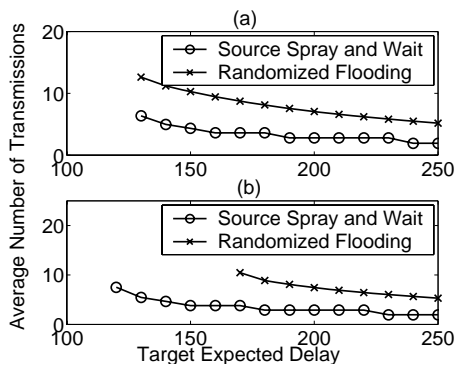 (a)
20
10
0
Source Spray and Wait
Randomized Flooding
100
150
200
250
(b)
20
10
0
Source Spray and Wait
Randomized Flooding
100
150
200
250
Target Expected Delay
Average Number of Transmissions